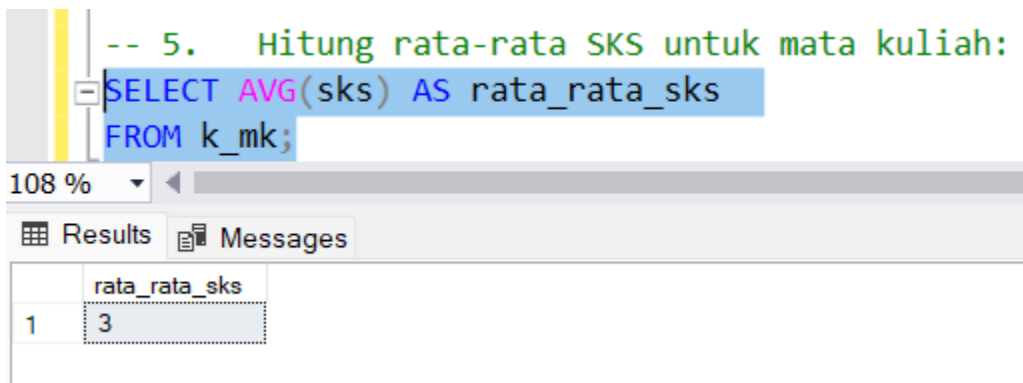 -- 5. Hitung rata-rata SKS untuk mata kuliah:
SELECT AVG(sks) AS rata_rata_sks
FROM k_mk;
108 %
Results Messages
rata_rata_sks
1 3